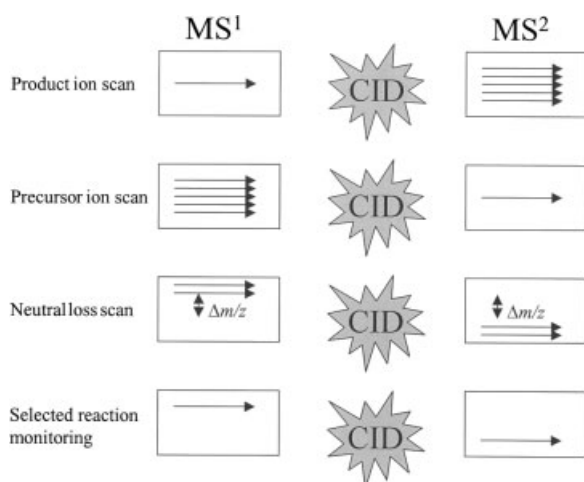 MS¹ MS²
Product ion scan CID
Precursor ion scan CID
Neutral loss scan Δm/z CID Δm/z
Selected reaction
monitoring CID